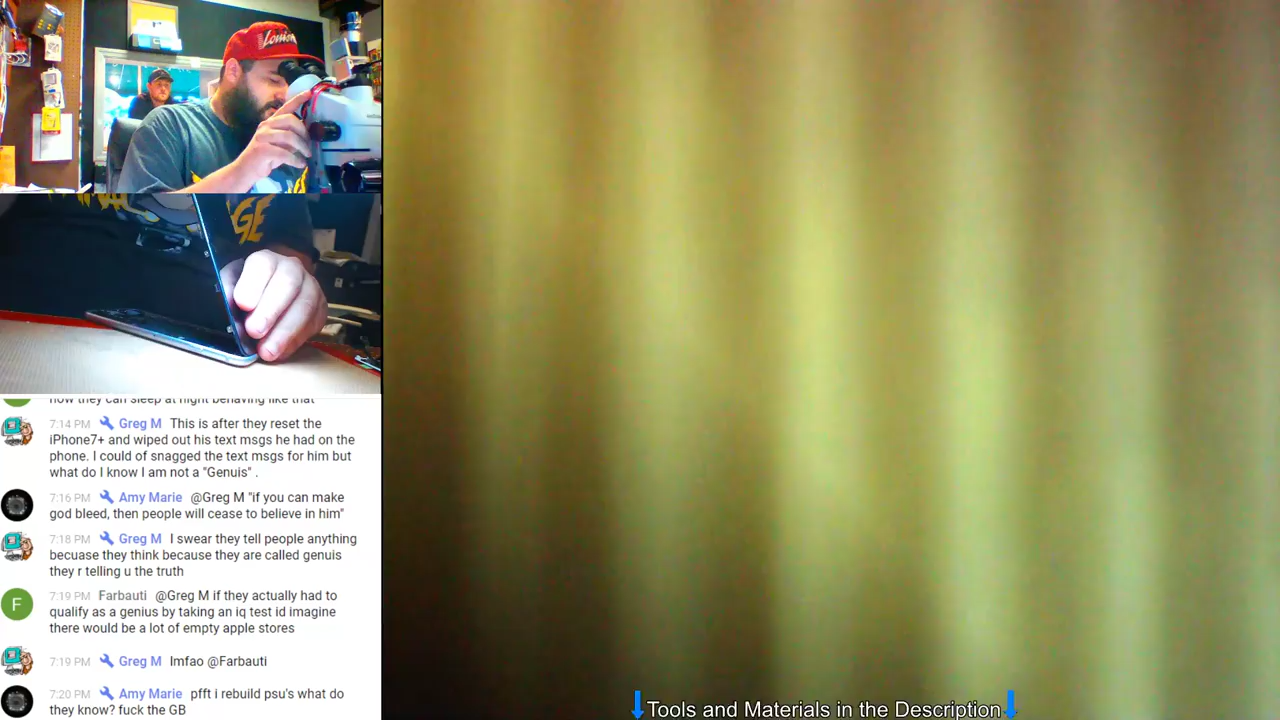 Louisv
GE
how they can sleep at night behaving like that
7:14 PM Greg M This is after they reset the
iPhone7+ and wiped out his text msgs he had on the
phone. I could of snagged the text msgs for him but
what do I know I am not a "Genuis" .
7:16 PM Amy Marie @Greg M "if you can make
god bleed, then people will cease to believe in him"
7:18 PM Greg M I swear they tell people anything
becuase they think because they are called genuis
they r telling u the truth
F
7:19 PM Farbauti @Greg M if they actually had to
qualify as a genius by taking an iq test id imagine
there would be a lot of empty apple stores
7:19 PM Greg M lmfao @Farbauti
7:20 PM Amy Marie pfft i rebuild psu's what do
they know? fuck the GB
Tools and Materials in the Description